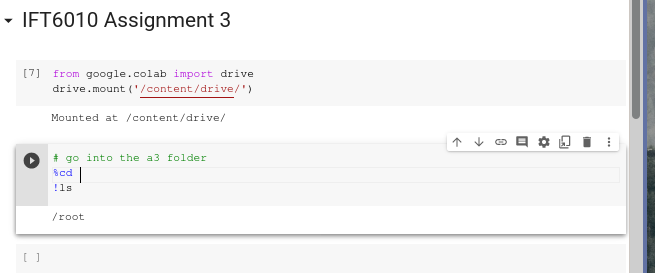 IFT6010 Assignment 3
[7] from google.colab import drive
drive.mount('/content/drive/')
Mounted at /content/drive/
# go into the a3 folder
%cd
!ls
/root
[ ]